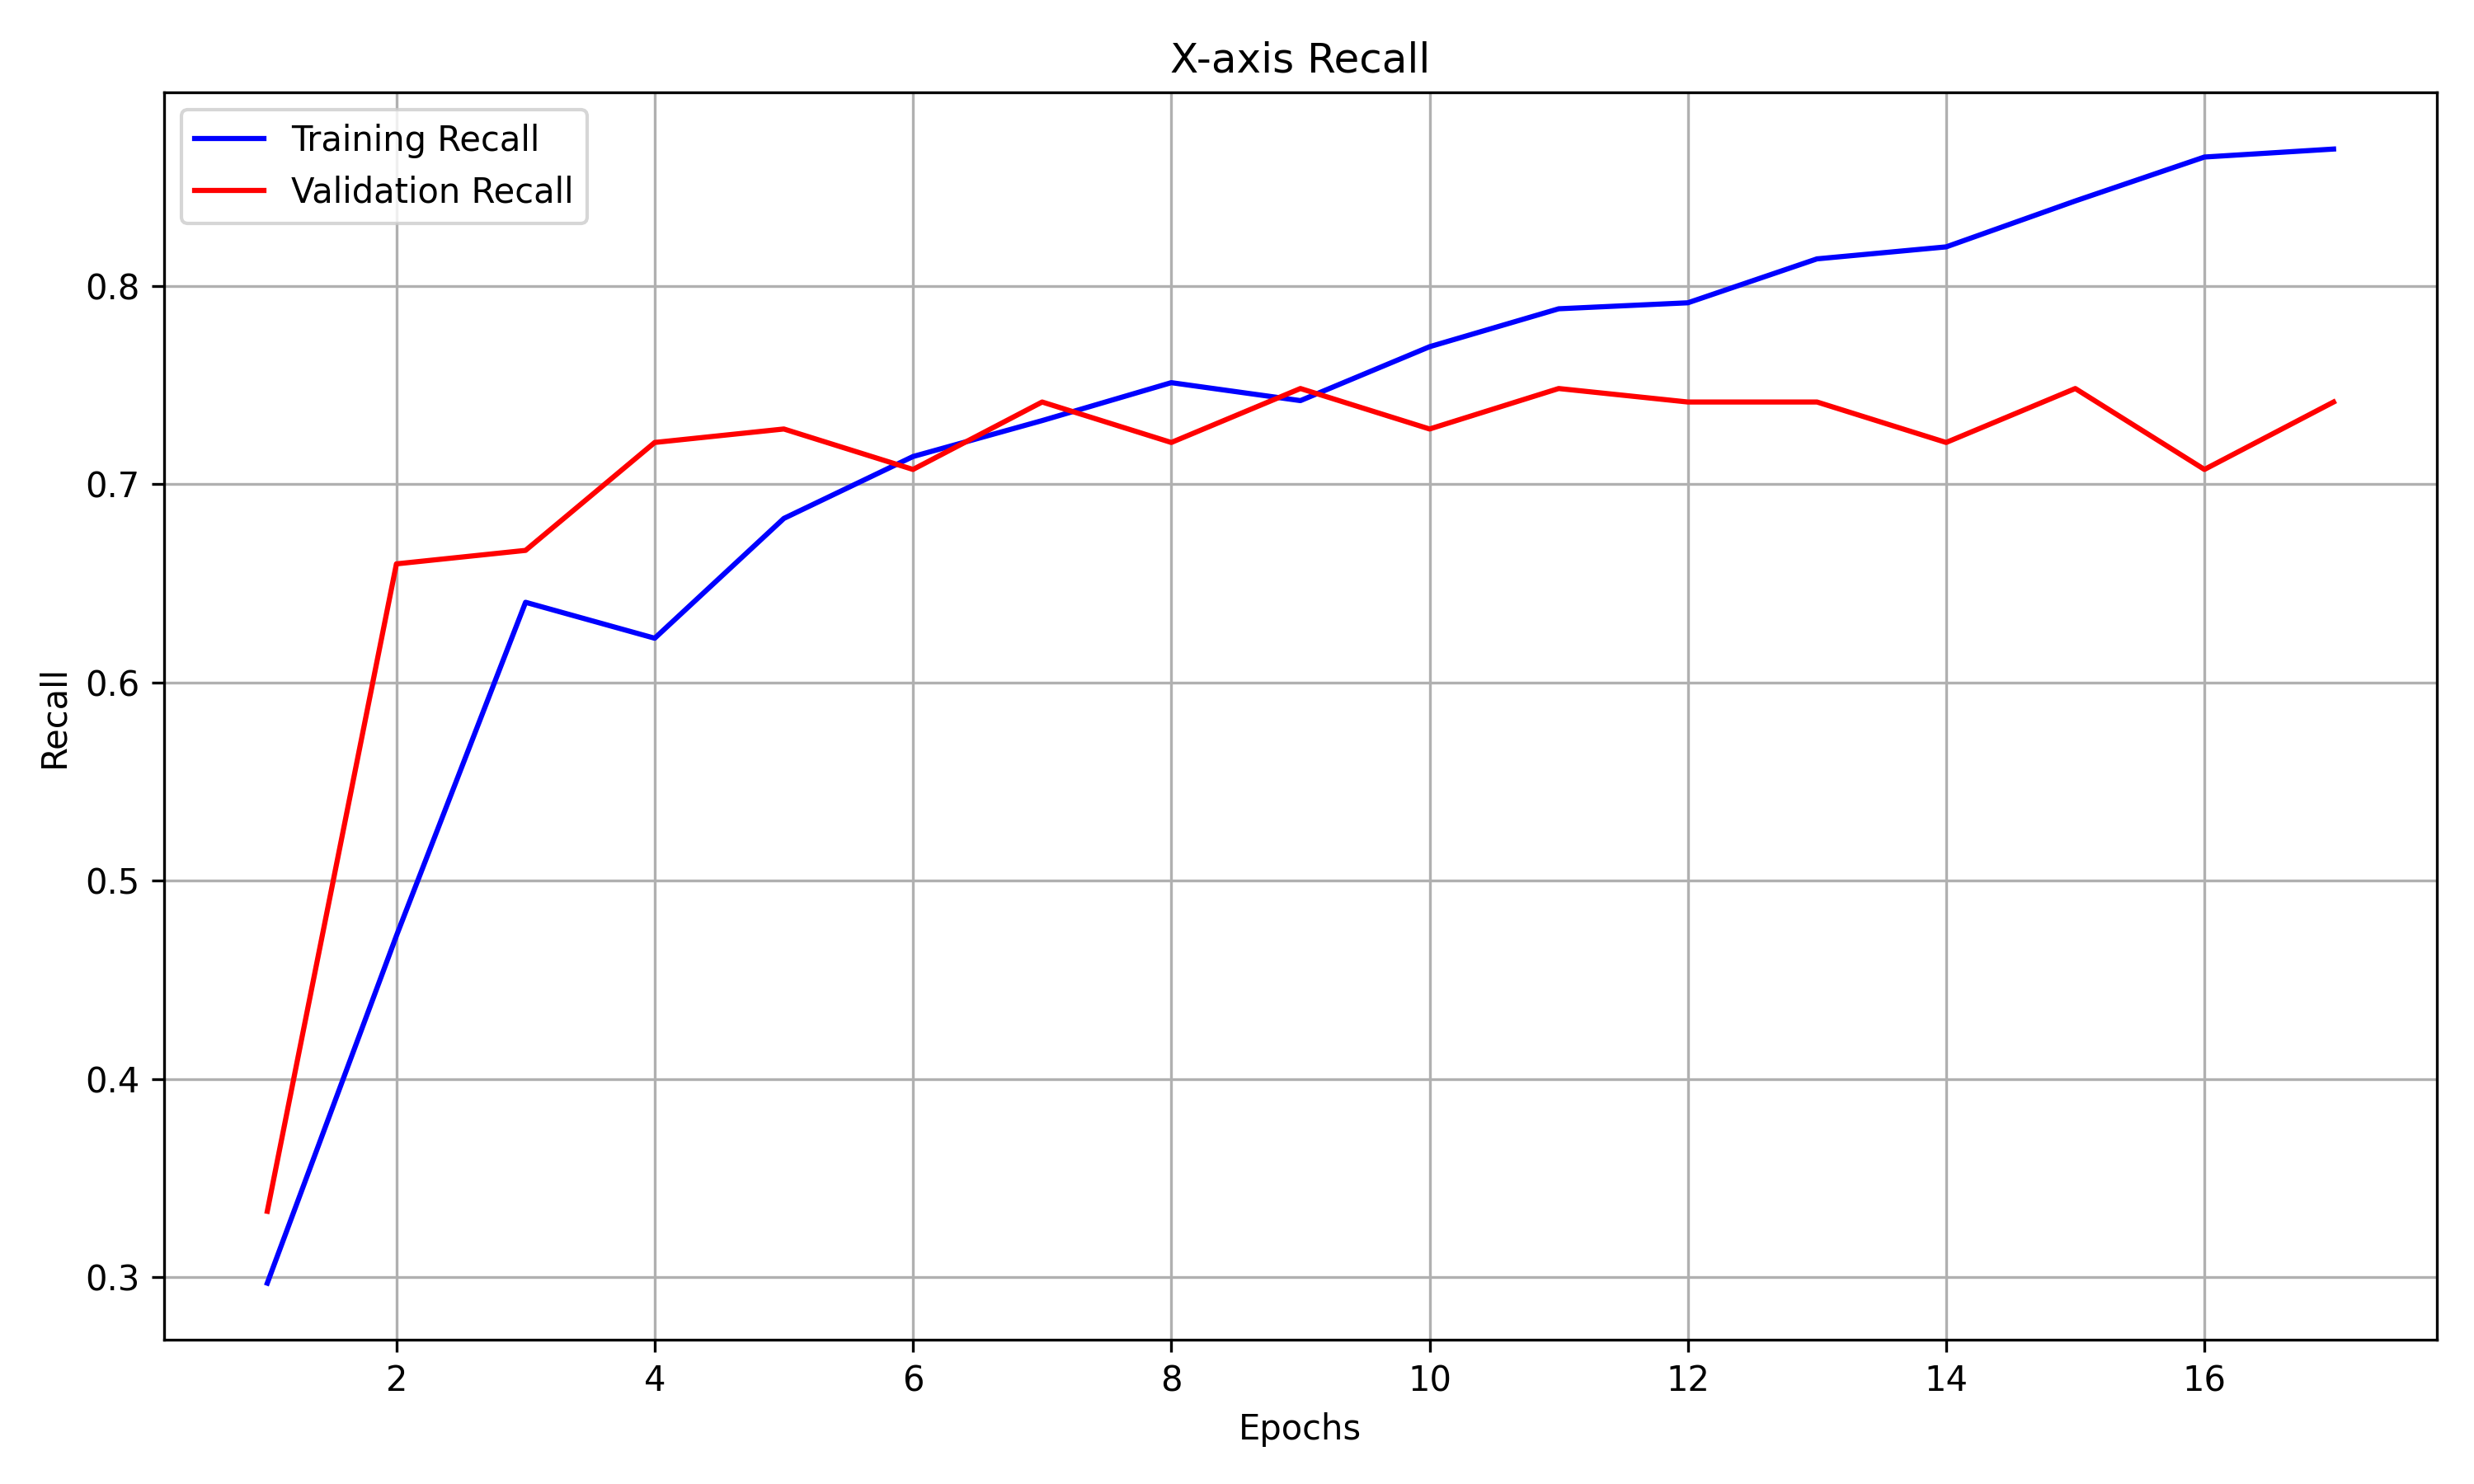 X-axis Recall
Training Recall
Validation Recall
0.8
0.7
0.6
0.5
0.4
0.3
Recall
2 4 6 8 10 12 14 16
Epochs